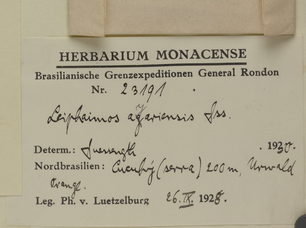 HERBARIUM MONACENSE
Brasilianische Grenzexpeditionen General Rondon
Nr. 23191
Leiphaimos
Determ.: 1930.
Nordbrasilien: (serra) 200 m, Urwald
Leg. Ph. v. Luetzelburg 26. IX. 1928.